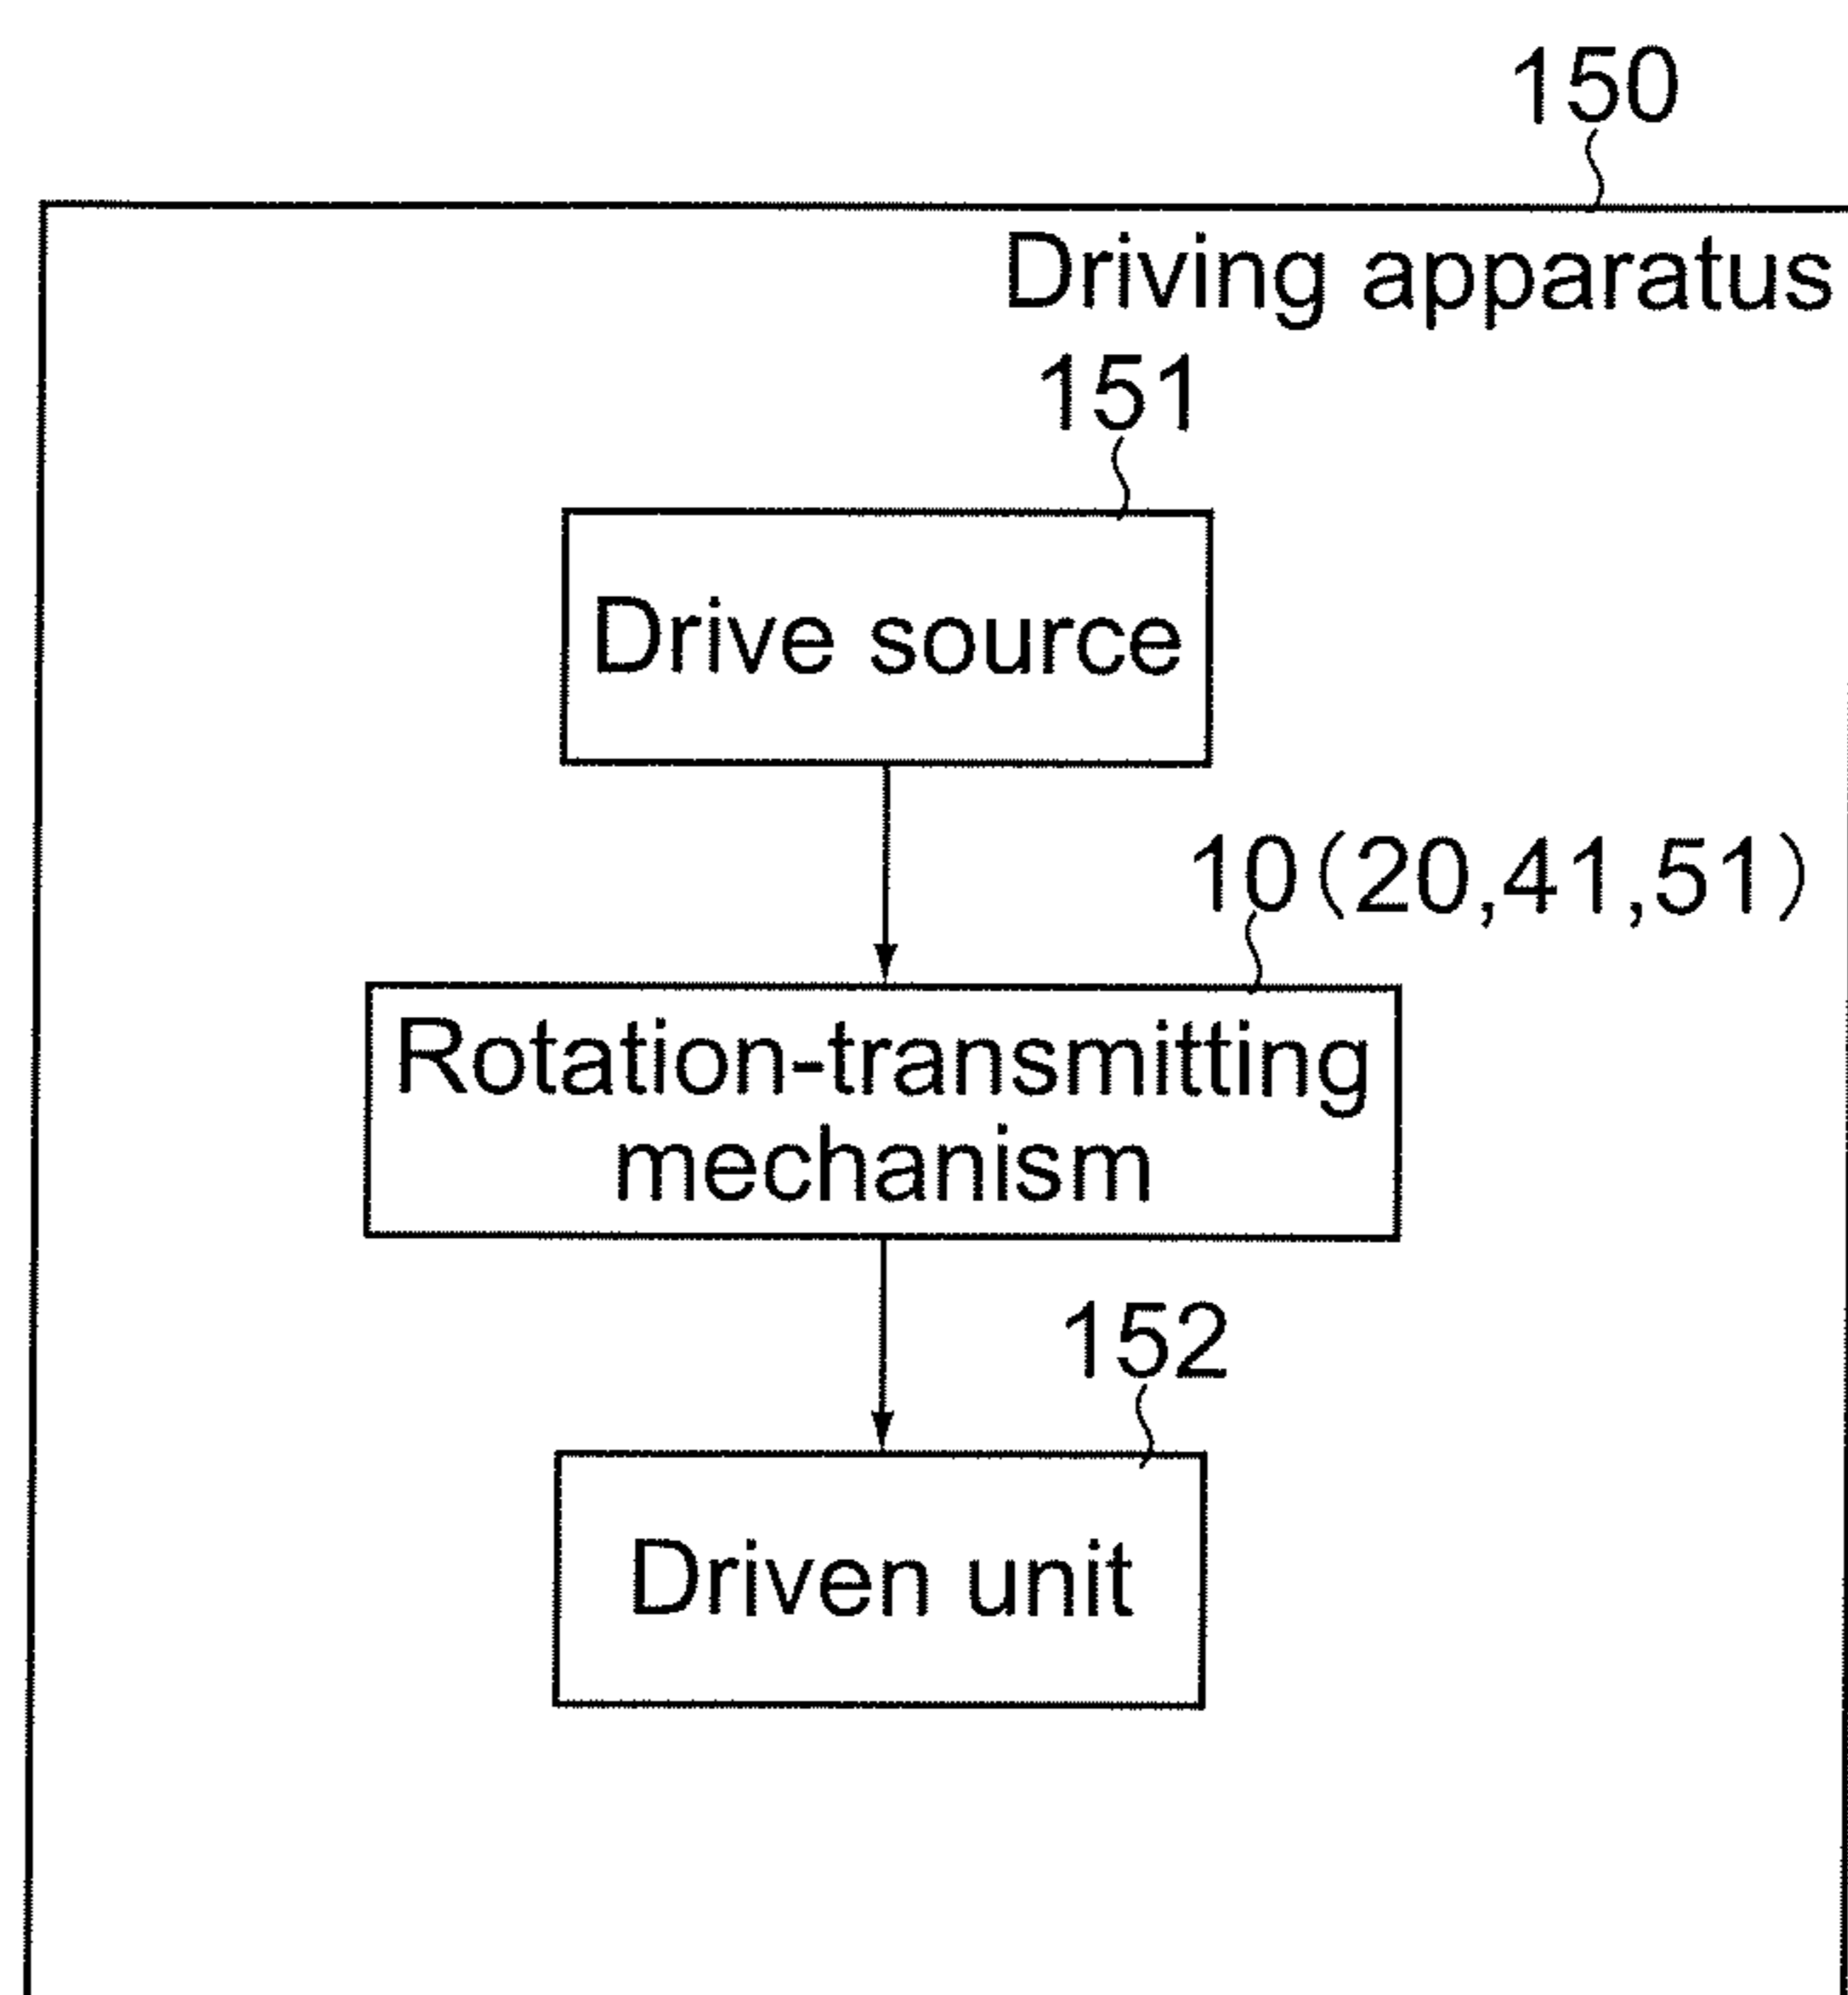 150
Driving apparatus
151
Drive source
10(20,41,51)
Rotation-transmitting
mechanism
152
Driven unit